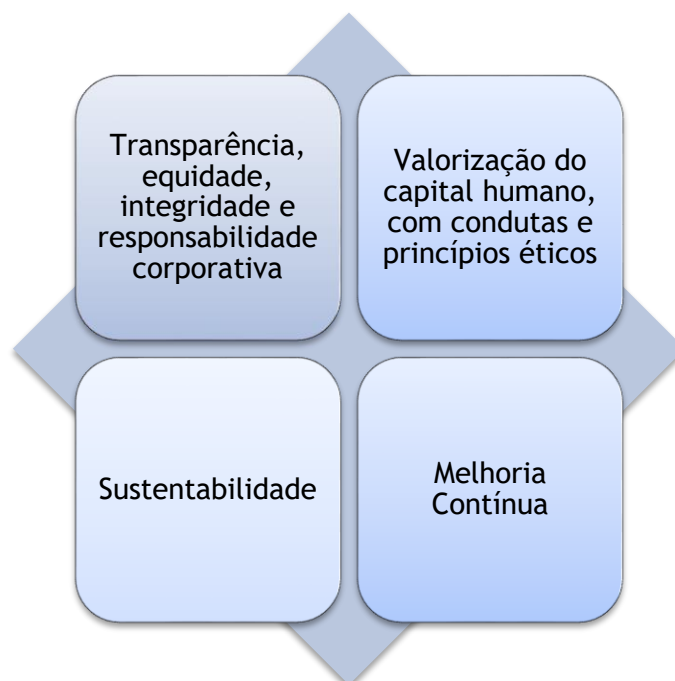 Transparência,
equidade,
integridade e
responsabilidade
corporativa
Valorização do
capital humano,
com condutas e
princípios éticos
Sustentabilidade
Melhoria
Contínua